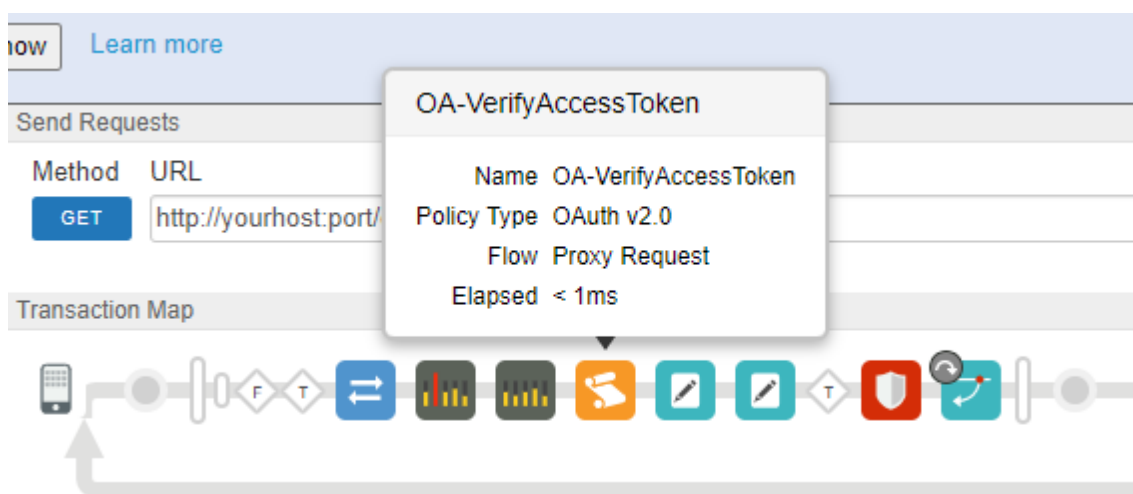 now Learn more
OA-VerifyAccessToken
Send Requests
Method URL
GET http://yourhost:port/
Name OA-VerifyAccessToken
Policy Type OAuth v2.0
Flow Proxy Request
Elapsed < 1ms
Transaction Map
F T T